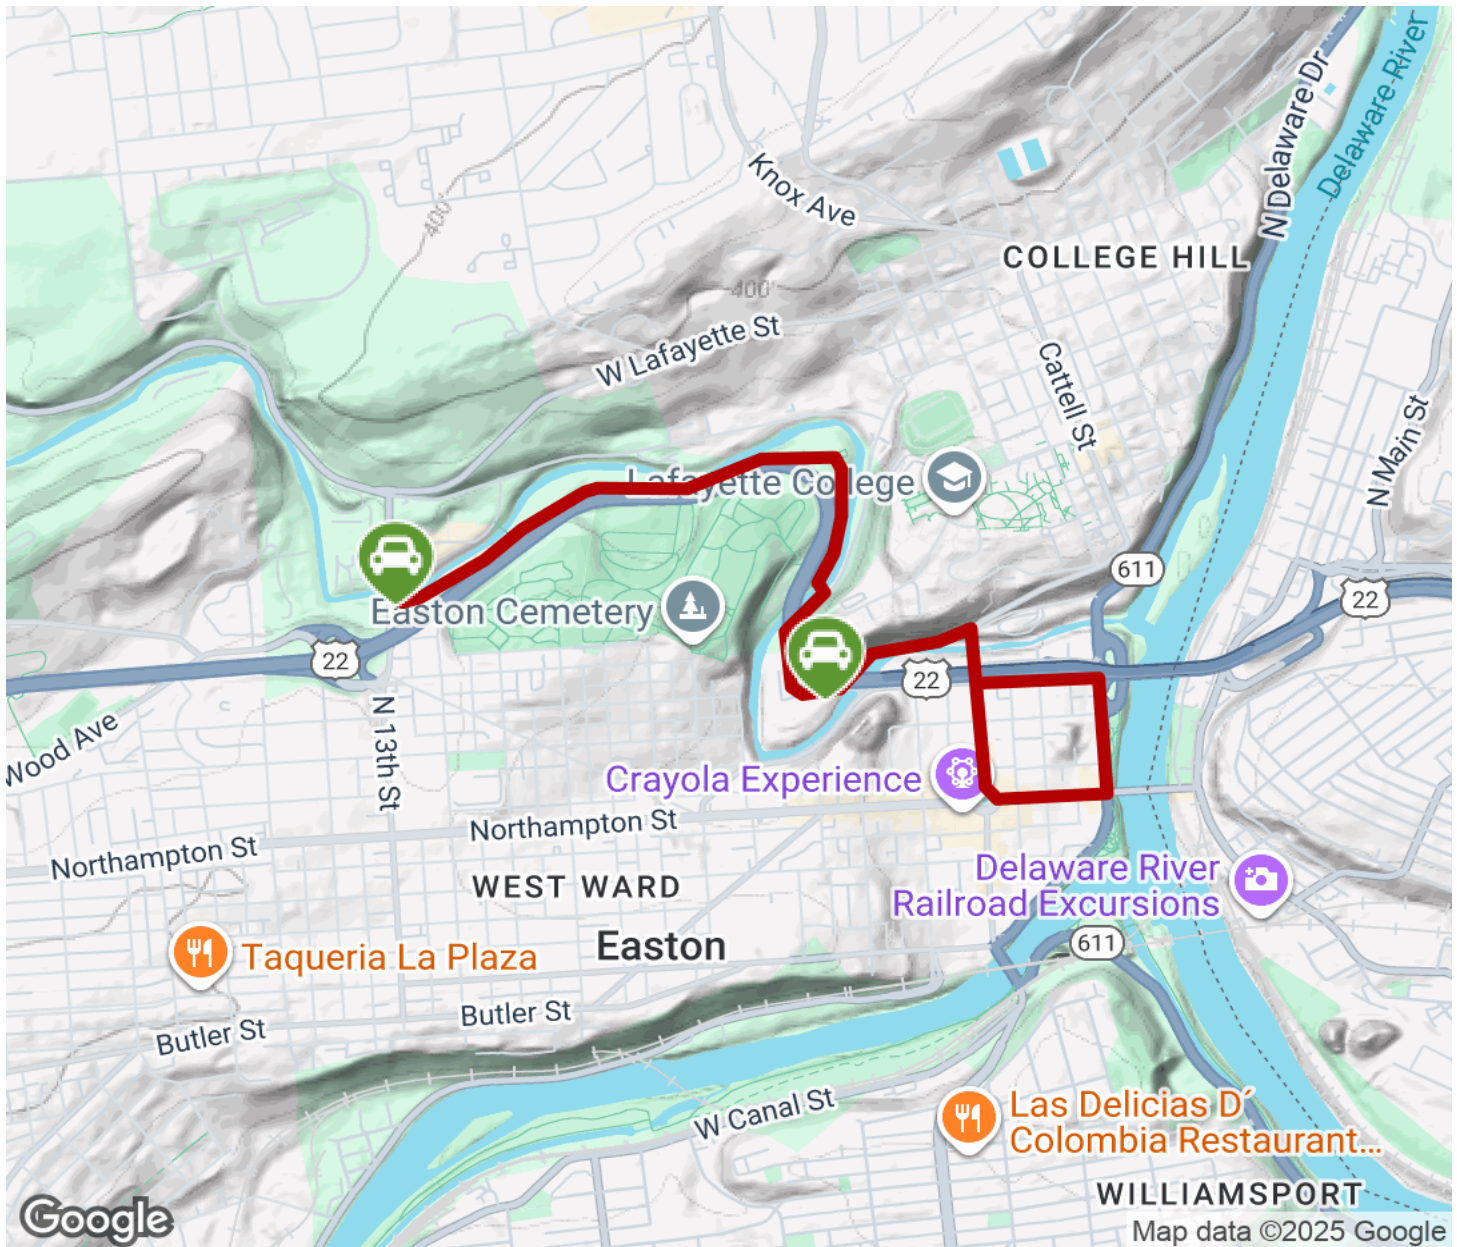 Delaware River
N Delaware Dr
Knox Ave
400
COLLEGE HILL
400'
W Lafayette St
Cattell St
N Main St
Lafayette College
611
22
Easton Cemetery
22
22
N 13th St
Wood Ave
Crayola Experience
Northampton St
Northampton St
Delaware River
Railroad Excursions
WEST WARD
Easton
611
Taqueria La Plaza
Butler St
Butler St
W Canal St
Las Delicias D´
Colombia Restaurant...
WILLIAMSPORT
Google
Map data ©2025 Google